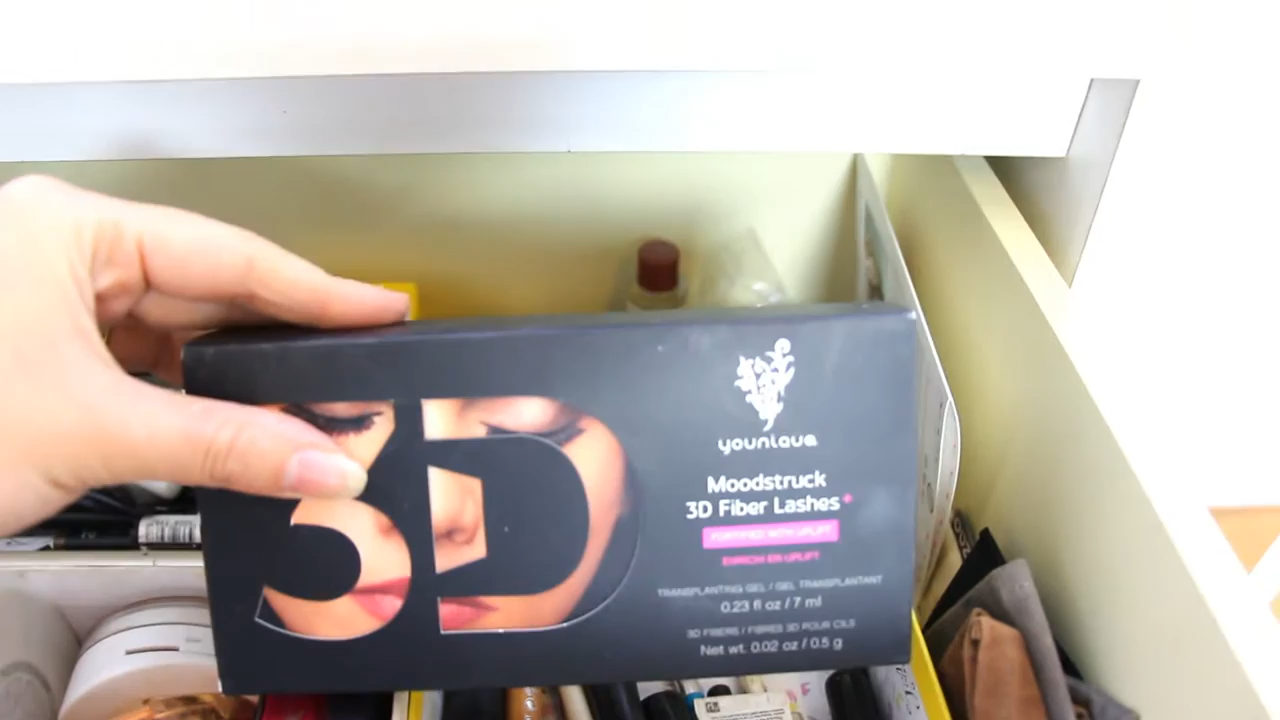 3D
younique
Moodstruck
3D Fiber Lashes+
FORTIFIED WITH UPLIFT
ENRICHI EN UPLIFT
TRANSPLANTING GEL / GEL TRANSPLANTANT
0.23 fl oz / 7 ml
3D FIBERS / FIBRES 3D POUR CILS
Net wt. 0.02 oz / 0.5 g